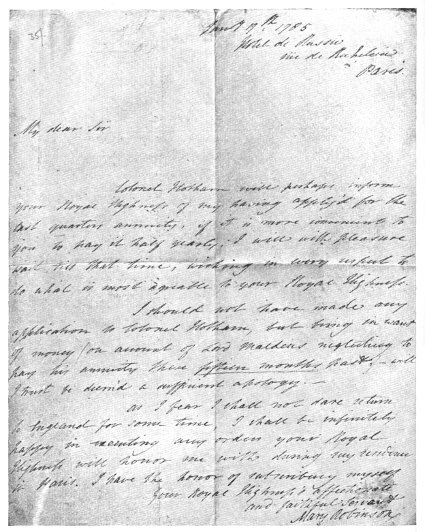 35
Jan'y 17th 1785
Hotel de Russie
rue de Richelieu
Paris.
My dear Sir
Colonel Hotham will perhaps inform
your Royal Highness of my having apply'd for the
last quarters annuity, if it is more convenient to
you to pay it half yearly, I will with pleasure
wait till that time, wishing in every respect to
do what is most agreable to your Royal Highness.
I should not have made any
application to Colonel Hotham, but being in want
of money (on account of Lord Maldens neglecting to
pay his annuity these fifteen months past,) will
I trust be deem'd a sufficient apology. —
as I fear I shall not dare return
to England for some time, I shall be infinitely
happy in executing any orders your Royal
Highness will honor me with during my residence
in Paris. I have the honor of subscribing myself
your Royal Highness's affectionate
and faithful Servant
Mary Robinson